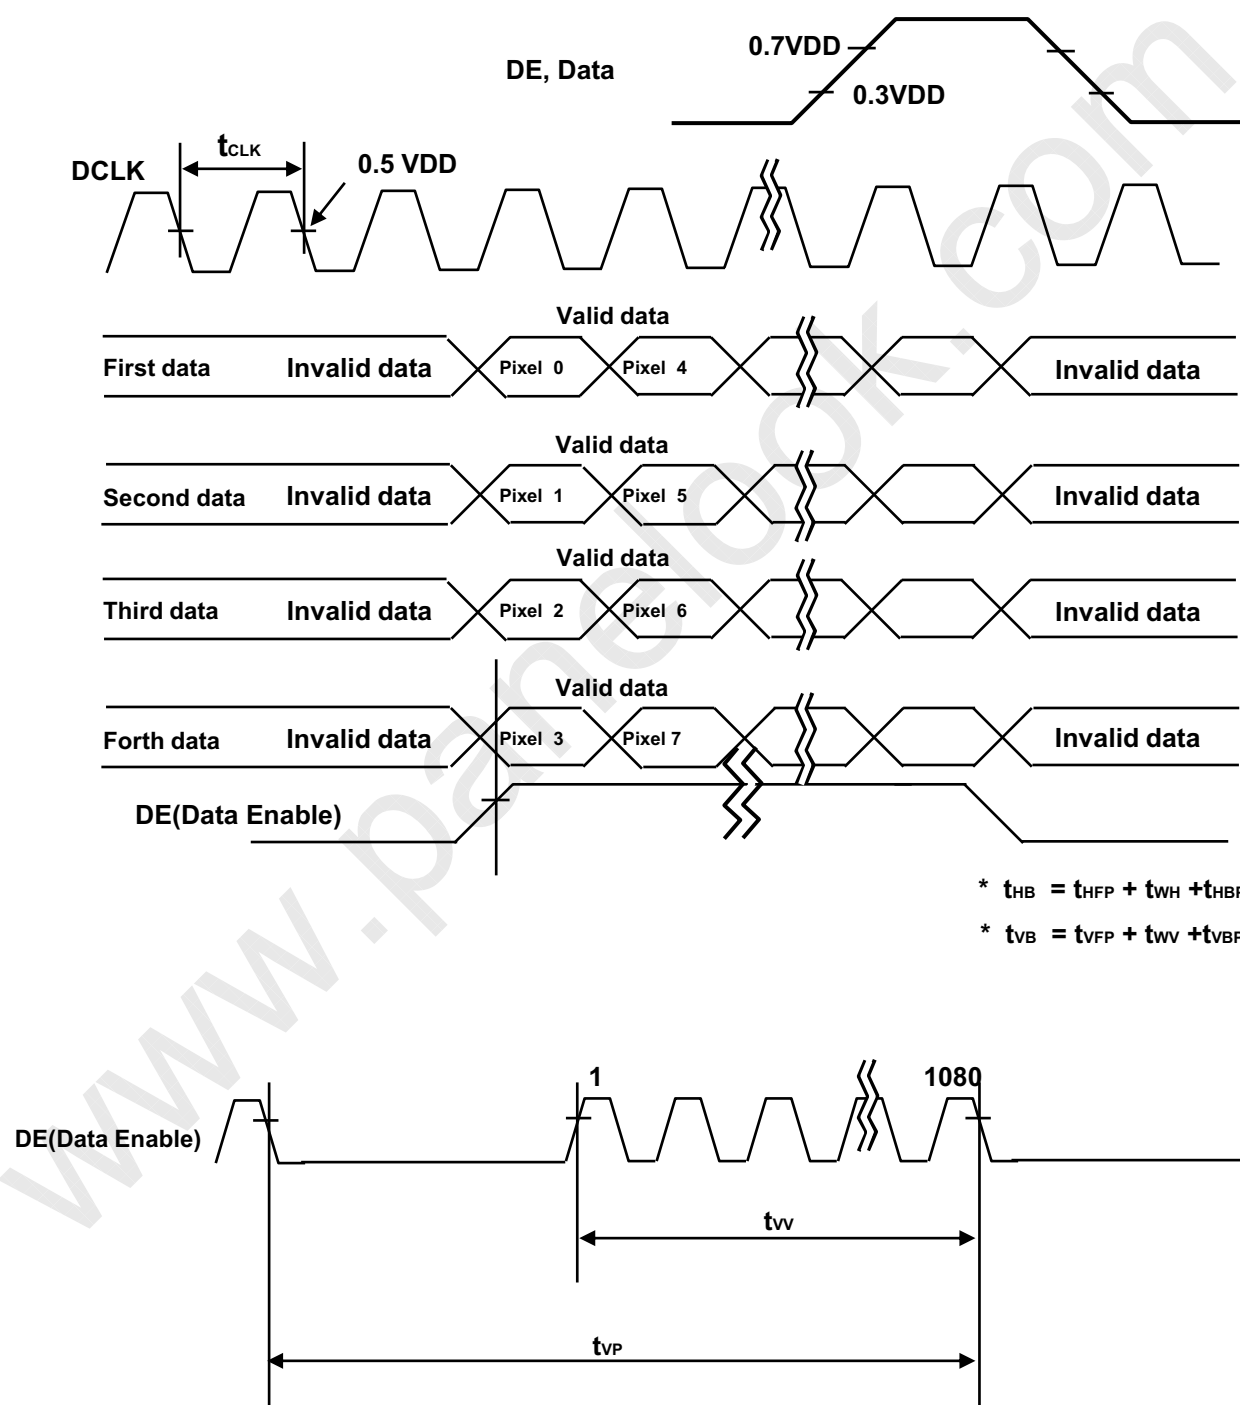 0.7VDD
DE, Data
0.3VDD
tCLK
DCLK
0.5 VDD
Valid data
First data Invalid data Pixel 0 Pixel 4 Invalid data
Valid data
Second data Invalid data Pixel 1 Pixel 5 Invalid data
Valid data
Third data Invalid data Pixel 2 Pixel 6 Invalid data
Valid data
Forth data Invalid data Pixel 3 Pixel 7 Invalid data
DE(Data Enable)
* tHB = tHFP + tWH +tHBP
* tVB = tVFP + tWV +tVBP
1 1080
DE(Data Enable)
tVV
tVP
www.panelook.com